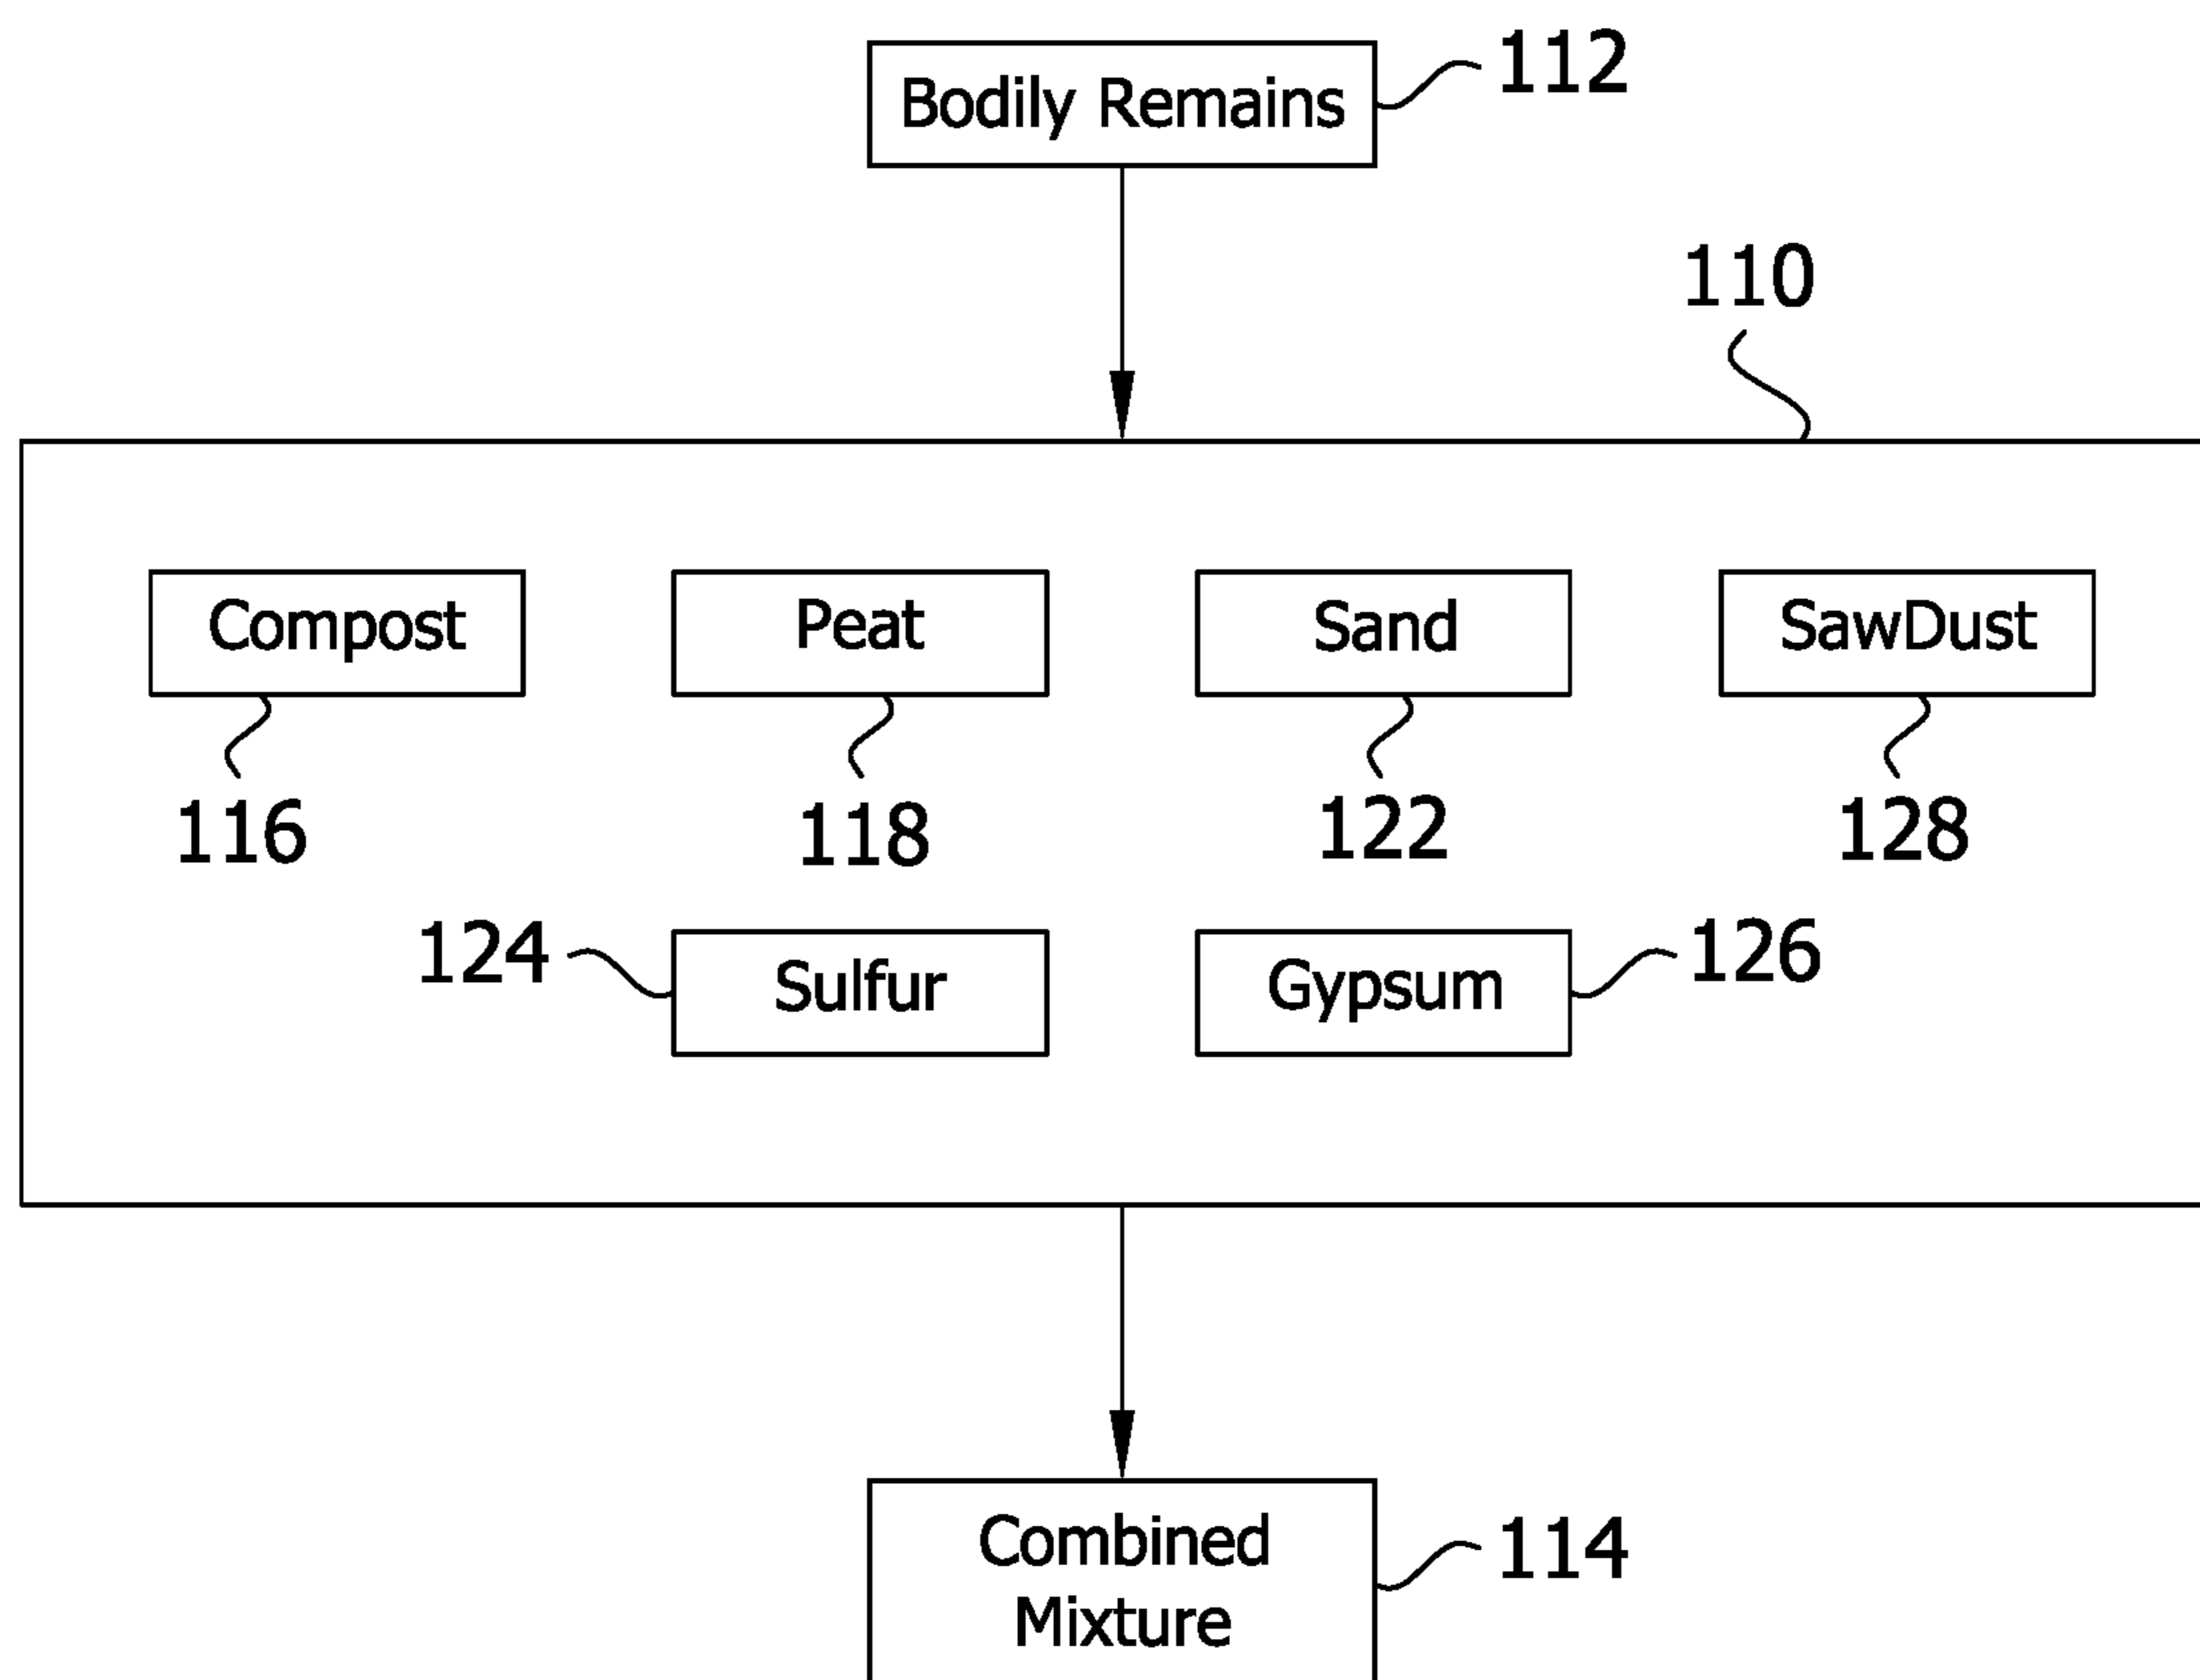 Bodily Remains
112
110
Compost
Peat
Sand
SawDust
116
118
122
128
124
Sulfur
Gypsum
126
Combined
Mixture
114